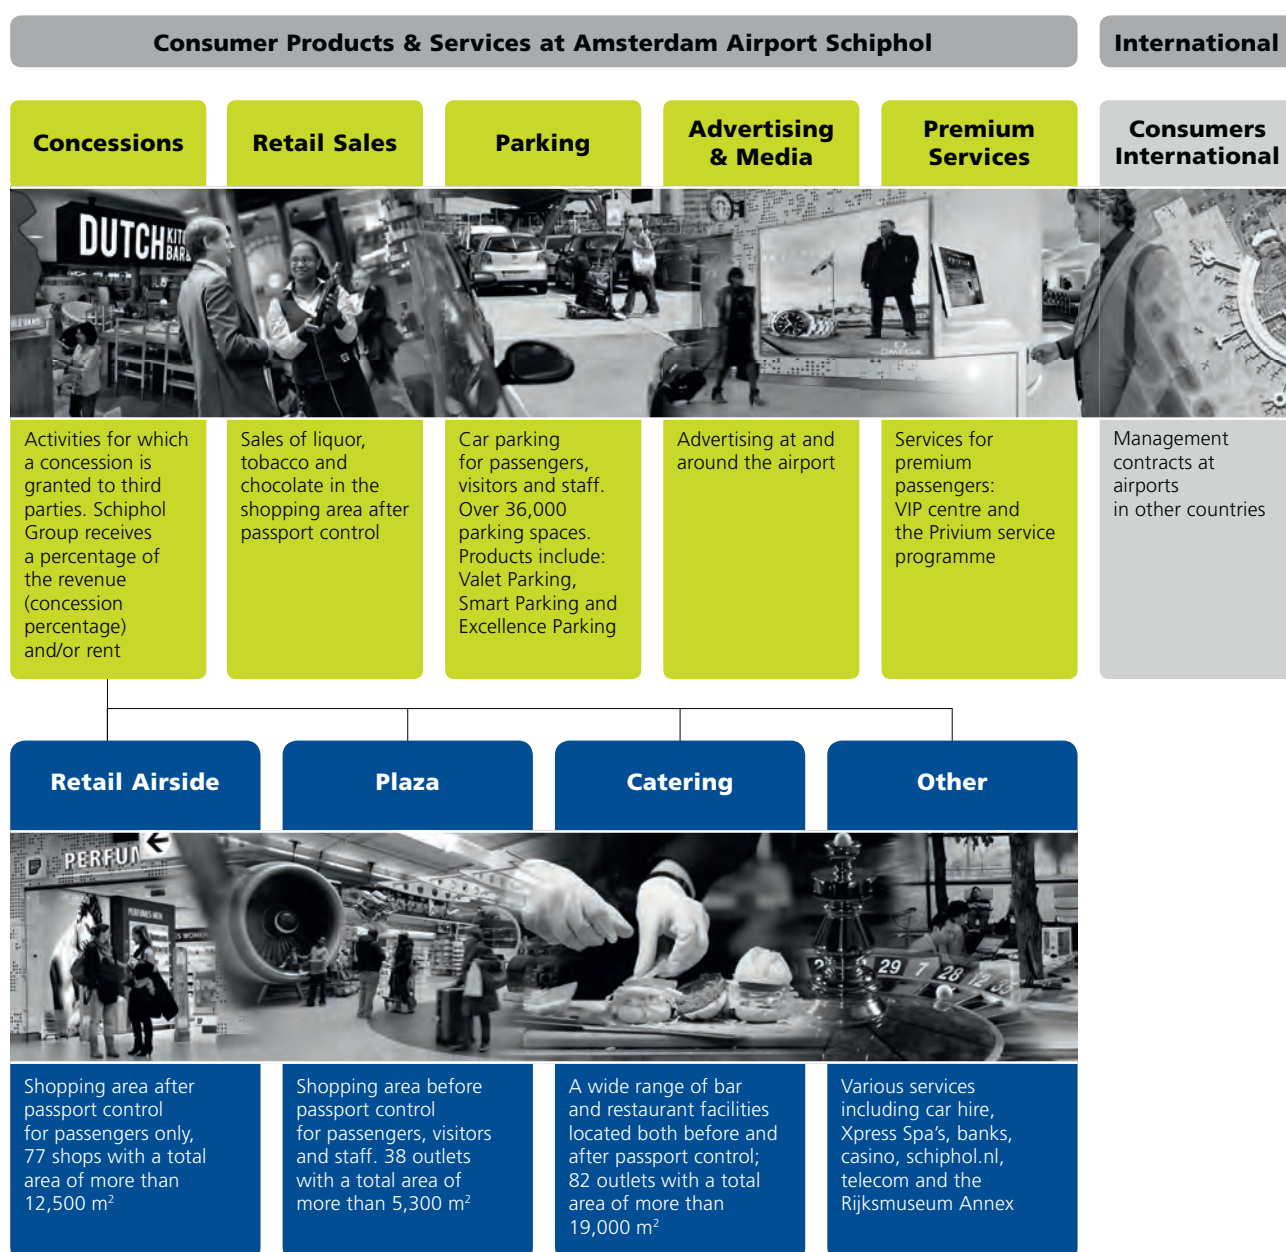 Consumer Products & Services at Amsterdam Airport Schiphol
International
Concessions
Retail Sales
Parking
Advertising
& Media
Premium
Services
Consumers
International
DUTCH
OMEGA
Activities for which
a concession is
granted to third
parties. Schiphol
Group receives
a percentage of
the revenue
(concession
percentage)
and/or rent
Sales of liquor,
tobacco and
chocolate in the
shopping area after
passport control
Car parking
for passengers,
visitors and staff.
Over 36,000
parking spaces.
Products include:
Valet Parking,
Smart Parking and
Excellence Parking
Advertising at and
around the airport
Services for
premium
passengers:
VIP centre and
the Privium service
programme
Management
contracts at
airports
in other countries
Retail Airside
Plaza
Catering
Other
PERFUM
29 7 28 12
Shopping area after
passport control
for passengers only,
77 shops with a total
area of more than
12,500 m²
Shopping area before
passport control
for passengers, visitors
and staff. 38 outlets
with a total area of
more than 5,300 m²
A wide range of bar
and restaurant facilities
located both before and
after passport control;
82 outlets with a total
area of more than
19,000 m²
Various services
including car hire,
Xpress Spa's, banks,
casino, schiphol.nl,
telecom and the
Rijksmuseum Annex